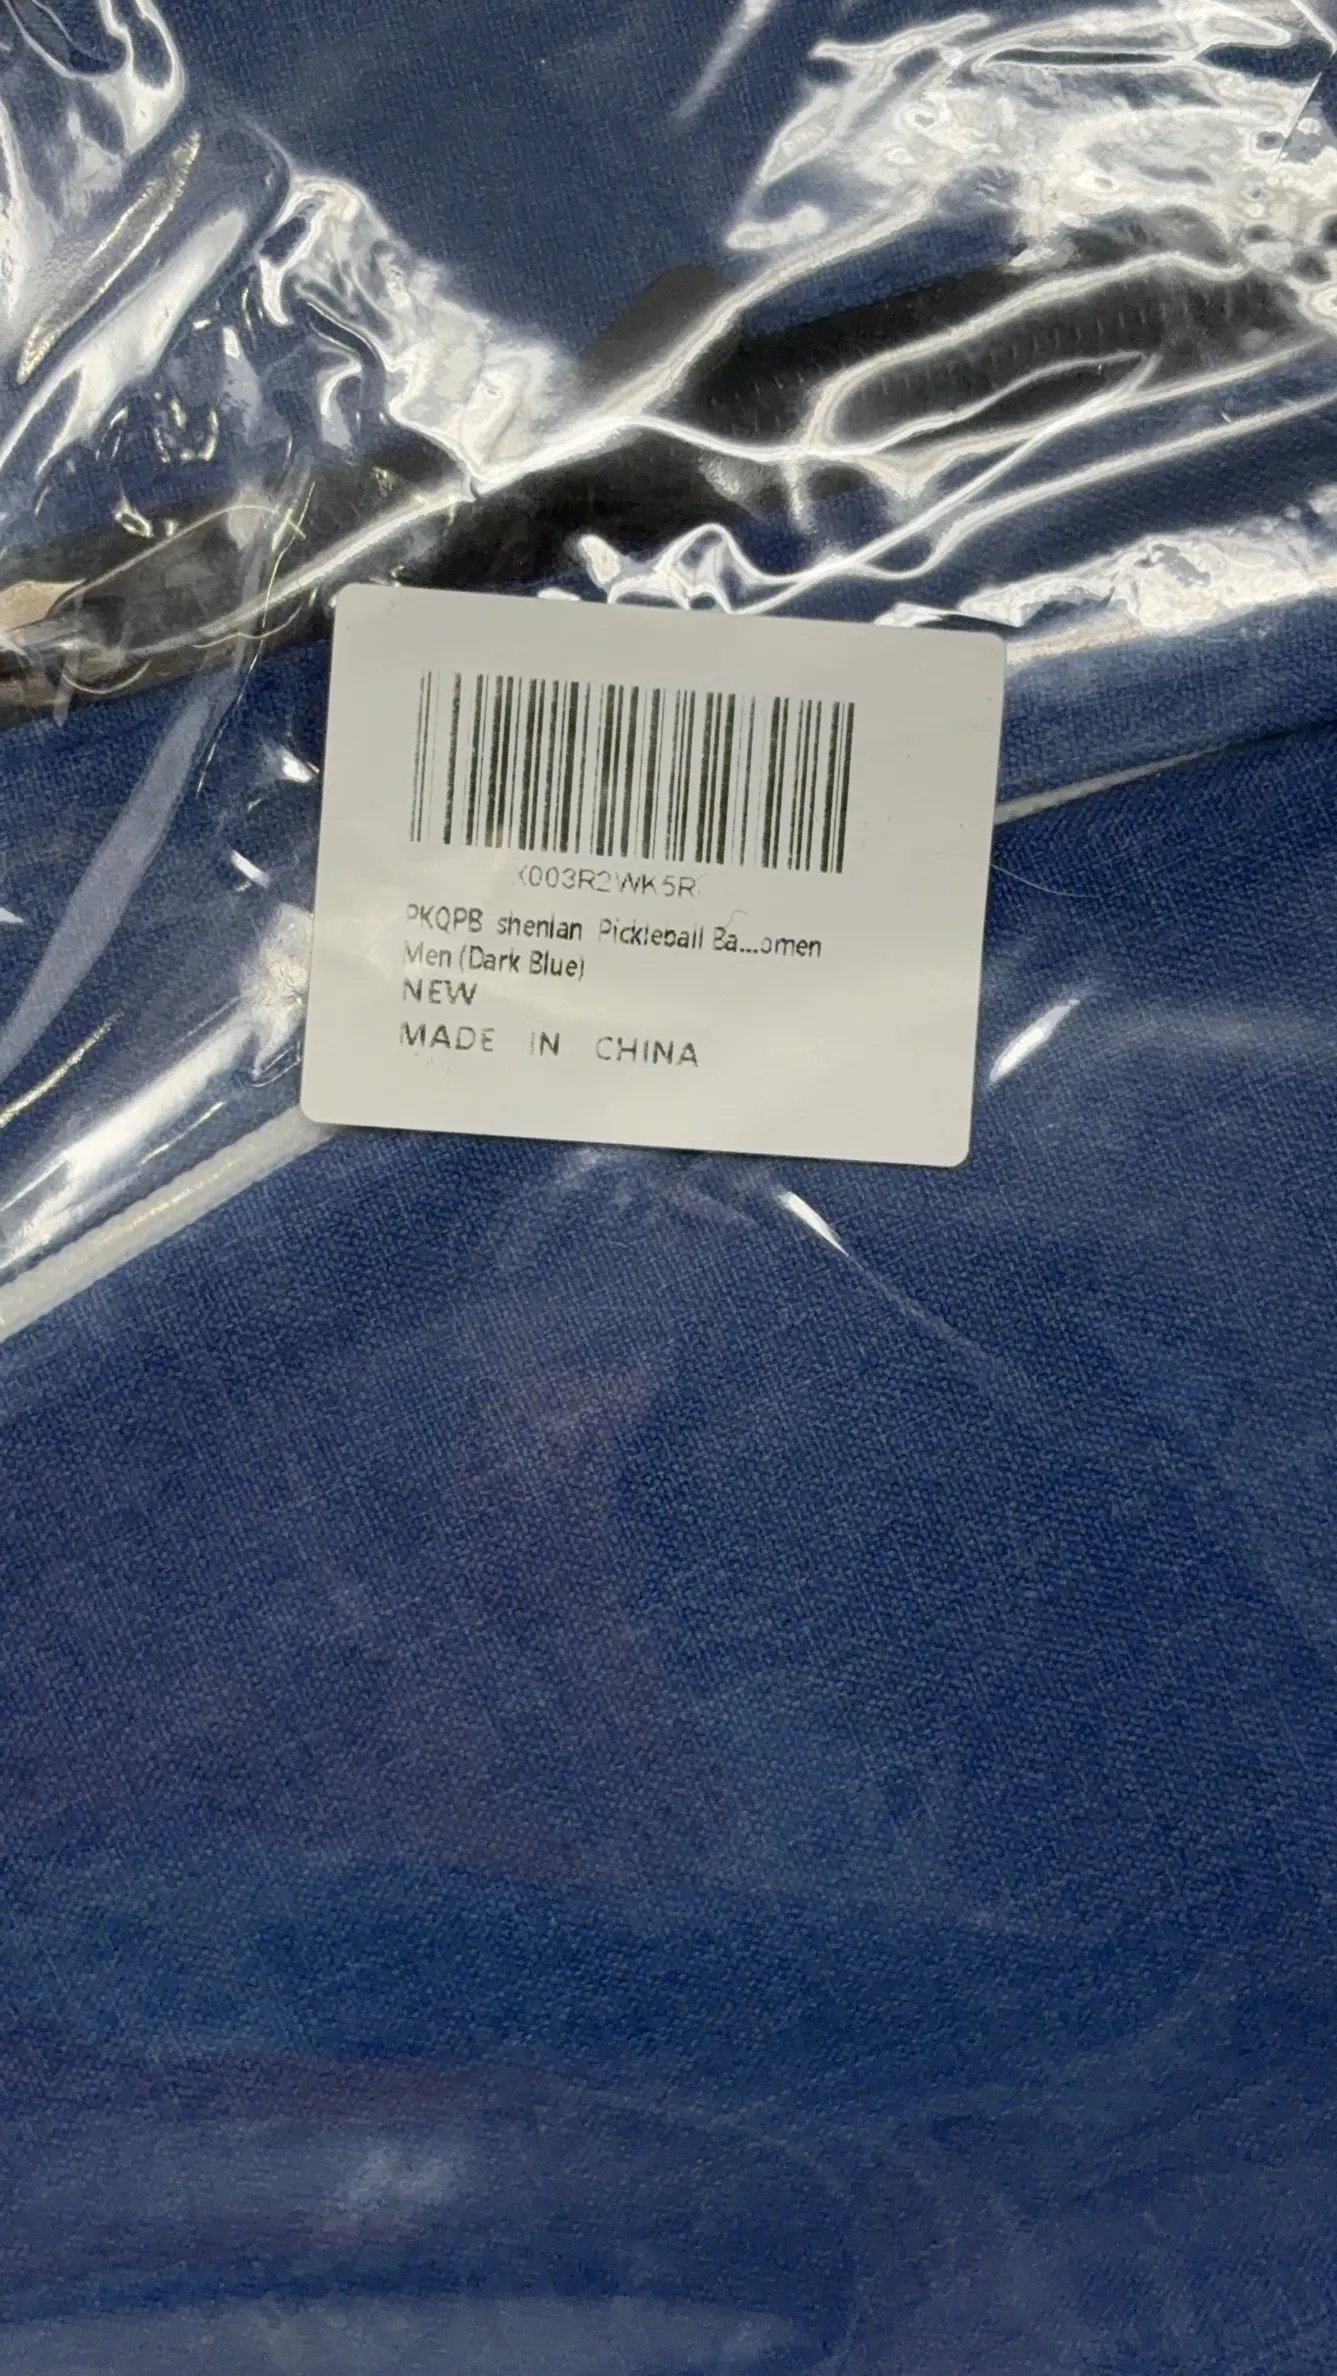 X003R2WK5R
PKQPB shenlan Pickleball Ba...omen
Men (Dark Blue)
NEW
MADE IN CHINA